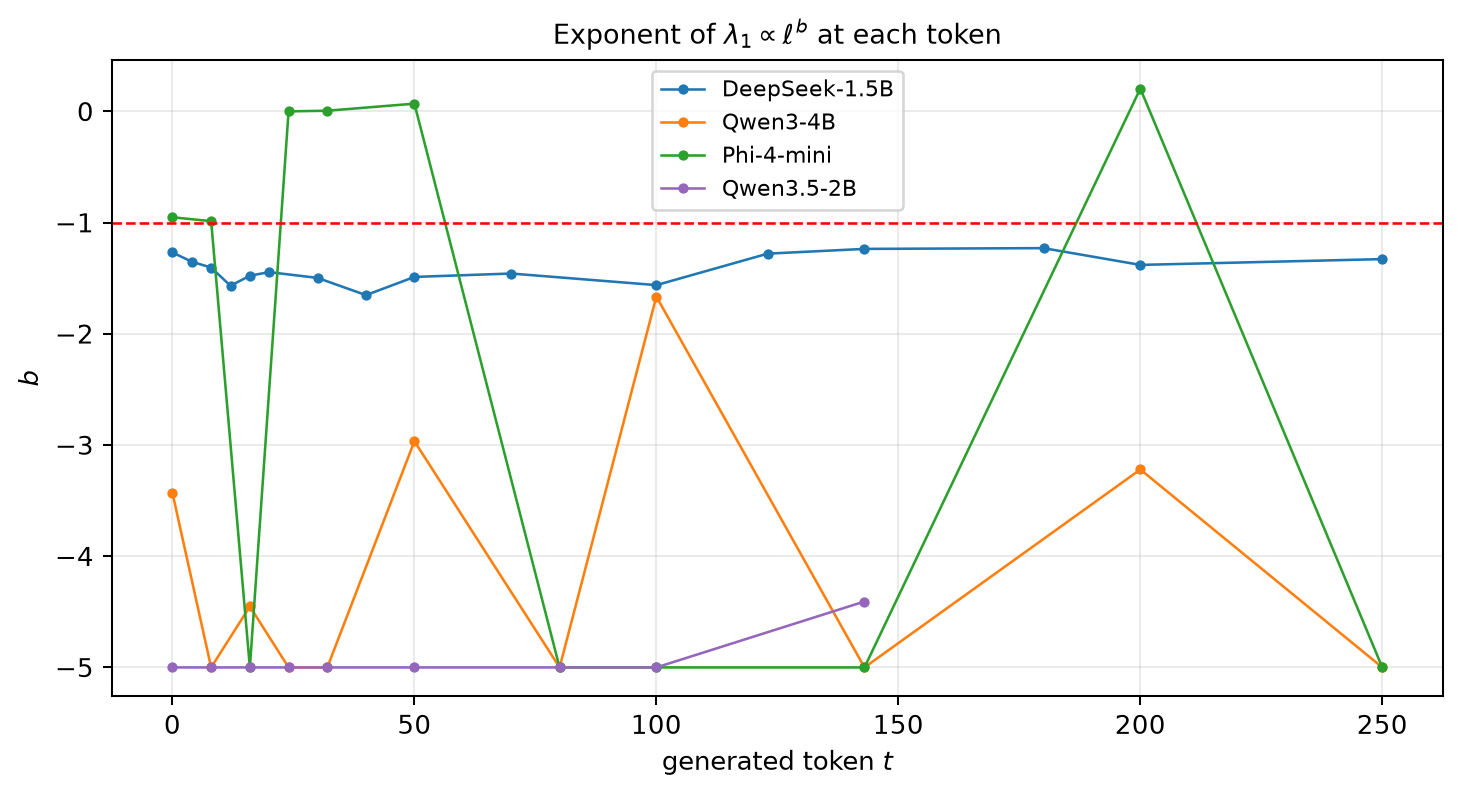 Exponent of λ₁ ∝ ℓᵇ at each token
DeepSeek-1.5B
Qwen3-4B
Phi-4-mini
Qwen3.5-2B
b
0
−1
−2
−3
−4
−5
0 50 100 150 200 250
generated token t